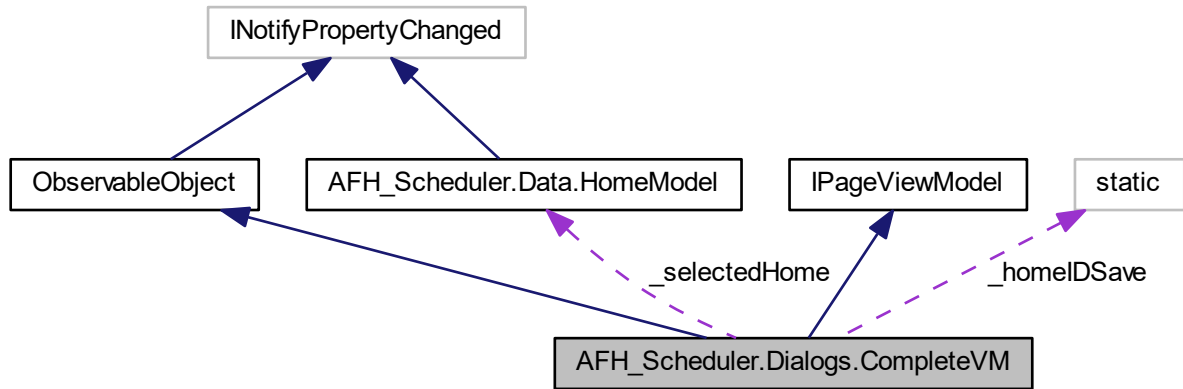 INotifyPropertyChanged
ObservableObject
AFH_Scheduler.Data.HomeModel
IPageViewModel
static
_selectedHome
_homeIDSave
AFH_Scheduler.Dialogs.CompleteVM